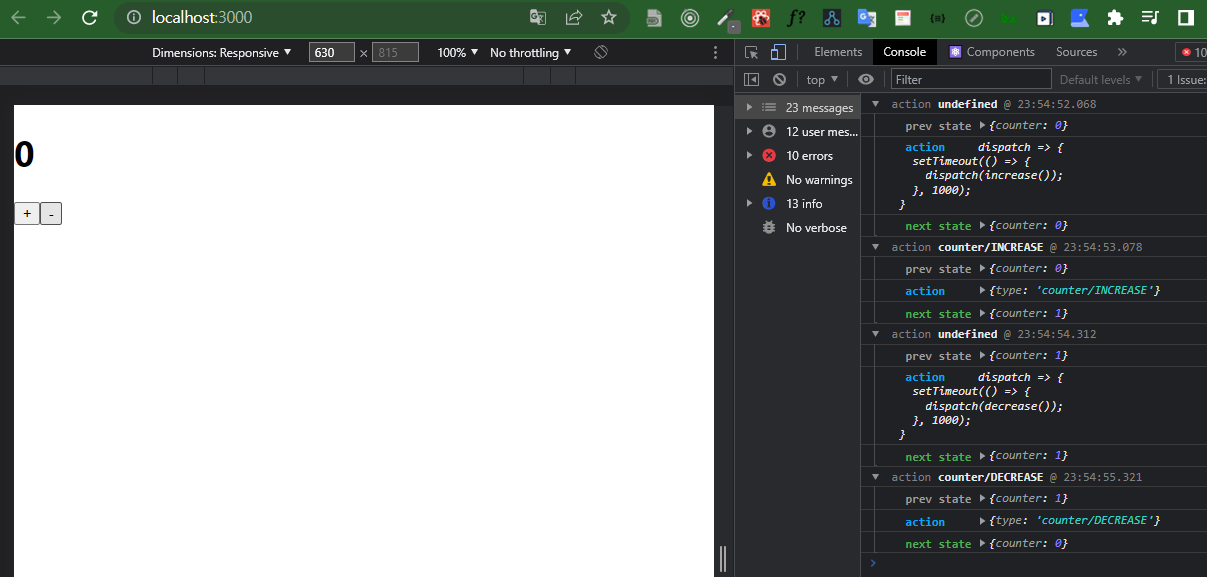 localhost:3000
f?
Dimensions: Responsive ▼ 630 × 815 100% ▼ No throttling ▼
Elements Console Components Sources » 10
top ▼ Filter Default levels ▼ 1 Issue:
0
+ -
23 messages
12 user mes...
10 errors
No warnings
13 info
No verbose
action undefined @ 23:54:52.068
prev state {counter: 0}
action dispatch => {
setTimeout(() => {
dispatch(increase());
}, 1000);
}
next state {counter: 0}
action counter/INCREASE @ 23:54:53.078
prev state {counter: 0}
action {type: 'counter/INCREASE'}
next state {counter: 1}
action undefined @ 23:54:54.312
prev state {counter: 1}
action dispatch => {
setTimeout(() => {
dispatch(decrease());
}, 1000);
}
next state {counter: 1}
action counter/DECREASE @ 23:54:55.321
prev state {counter: 1}
action {type: 'counter/DECREASE'}
next state {counter: 0}